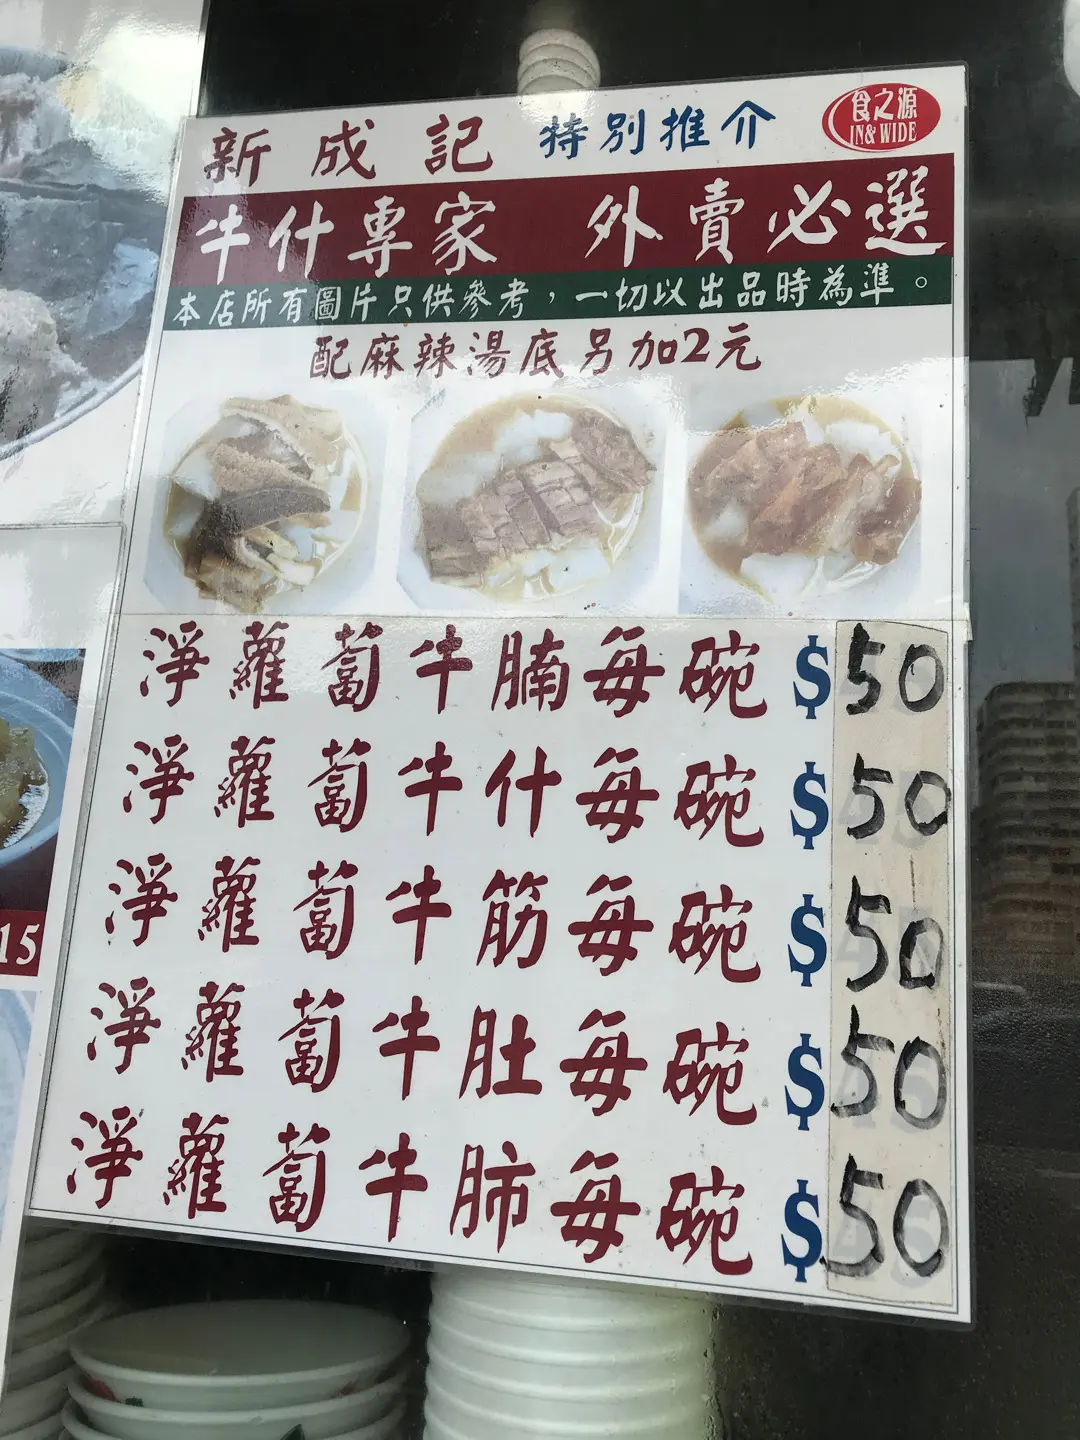 新成記 特別推介
食之源
IN & WIDE
牛什專家 外賣必選
本店所有圖片只供參考，一切以出品時為準。
配麻辣湯底另加2元
淨蘿蔔牛腩每碗 $50
淨蘿蔔牛什每碗 $50
淨蘿蔔牛筋每碗 $50
淨蘿蔔牛肚每碗 $50
淨蘿蔔牛肺每碗 $50
15